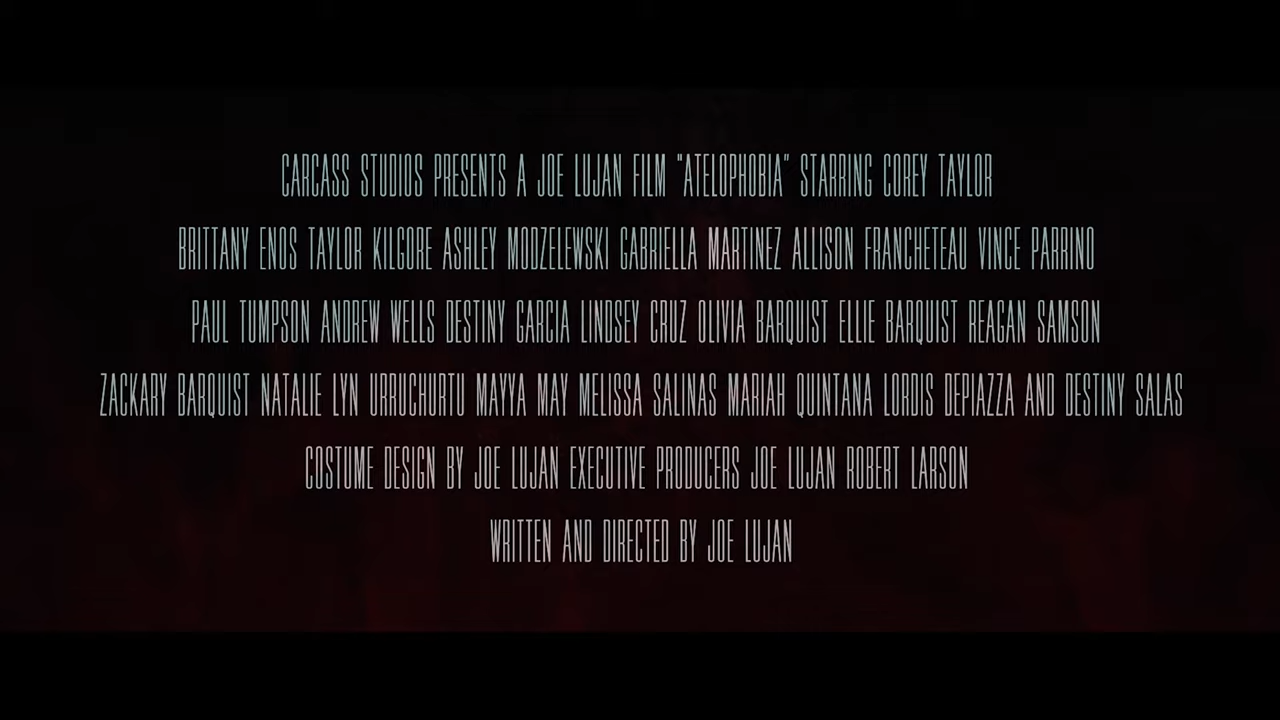 CARCASS STUDIOS PRESENTS A JOE LUJAN FILM "ATELOPHOBIA" STARRING COREY TAYLOR
BRITTANY ENOS TAYLOR KILGORE ASHLEY MODZELEWSKI GABRIELLA MARTINEZ ALLISON FRANCHETEAU VINCE PARRINO
PAUL TUMPSON ANDREW WELLS DESTINY GARCIA LINDSEY CRUZ OLIVIA BARQUIST ELLIE BARQUIST REAGAN SAMSON
ZACKARY BARQUIST NATALIE LYN URRUCHURTU MAYYA MAY MELISSA SALINAS MARIAH QUINTANA LORDIS DEPIAZZA AND DESTINY SALAS
COSTUME DESIGN BY JOE LUJAN EXECUTIVE PRODUCERS JOE LUJAN ROBERT LARSON
WRITTEN AND DIRECTED BY JOE LUJAN